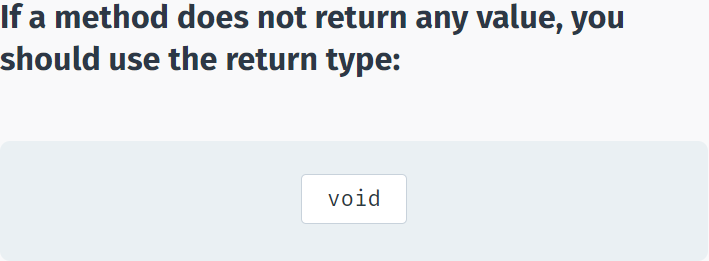 If a method does not return any value, you
should use the return type:
void